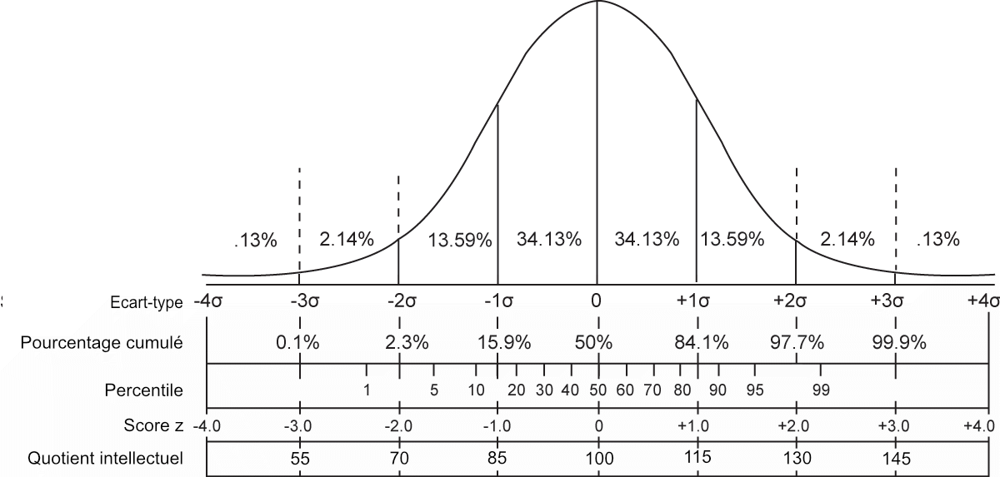 .13% 2.14% 13.59% 34.13% 34.13% 13.59% 2.14% .13%
Ecart-type -4σ -3σ -2σ -1σ 0 +1σ +2σ +3σ +4σ
Pourcentage cumulé 0.1% 2.3% 15.9% 50% 84.1% 97.7% 99.9%
Percentile 1 5 10 20 30 40 50 60 70 80 90 95 99
Score z -4.0 -3.0 -2.0 -1.0 0 +1.0 +2.0 +3.0 +4.0
Quotient intellectuel 55 70 85 100 115 130 145